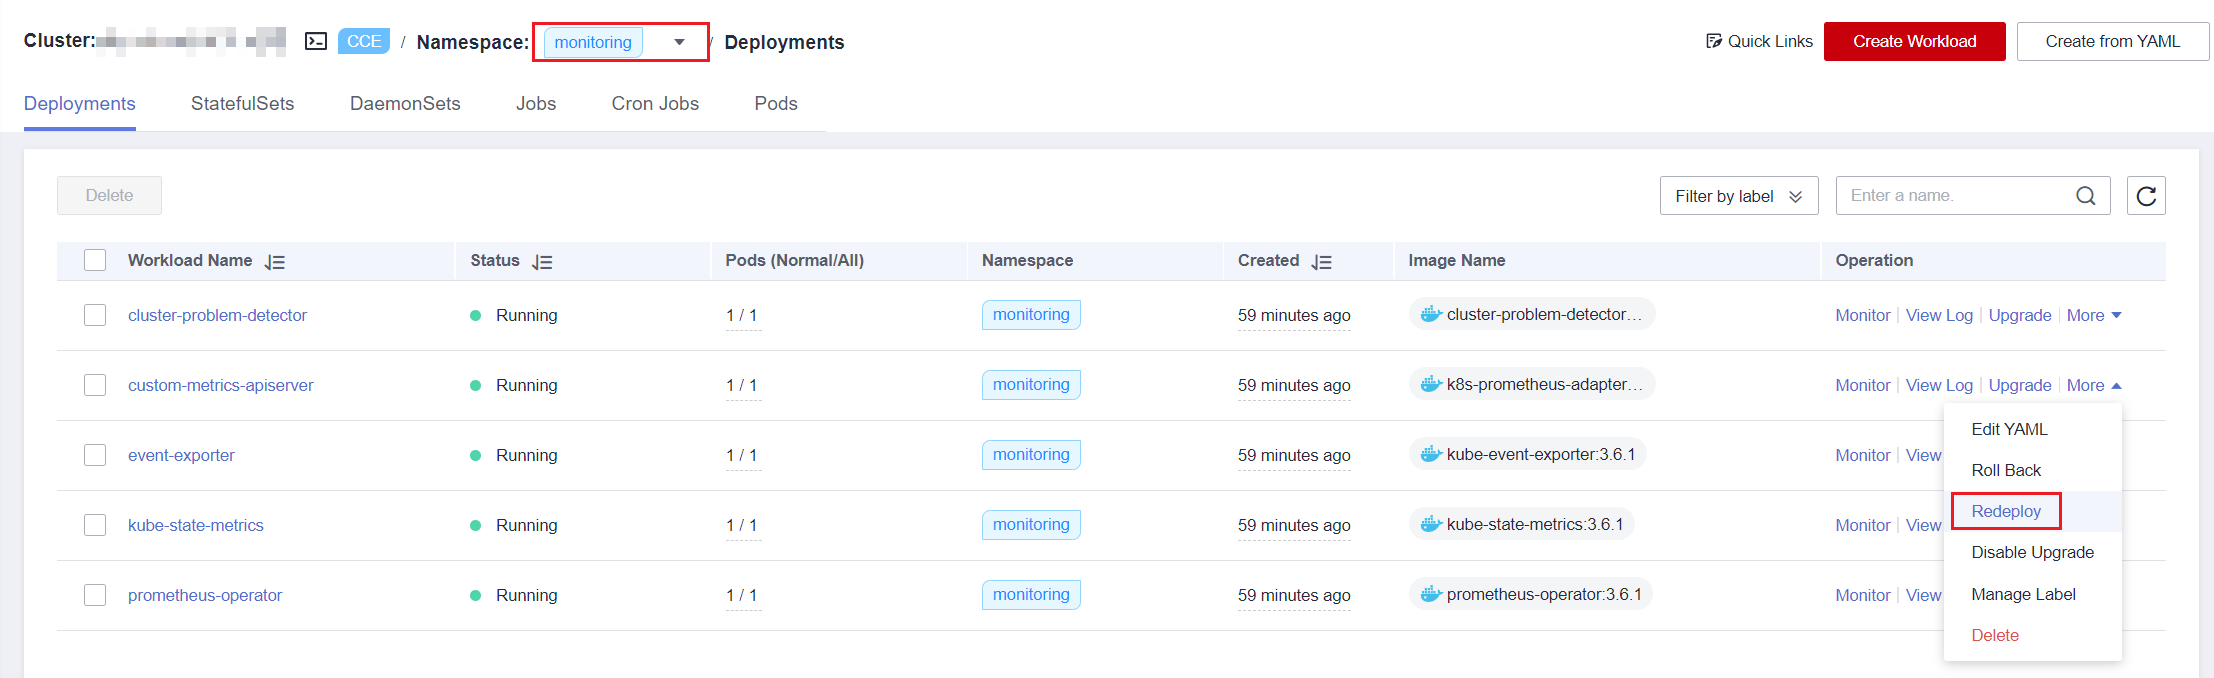 Cluster: CCE / Namespace: monitoring / Deployments Quick Links Create Workload Create from YAML
Deployments StatefulSets DaemonSets Jobs Cron Jobs Pods
Delete Filter by label Enter a name.
Workload Name Status Pods (Normal/All) Namespace Created Image Name Operation
cluster-problem-detector Running 1 / 1 monitoring 59 minutes ago cluster-problem-detector... Monitor View Log Upgrade More
custom-metrics-apiserver Running 1 / 1 monitoring 59 minutes ago k8s-prometheus-adapter... Monitor View Log Upgrade More
Edit YAML
event-exporter Running 1 / 1 monitoring 59 minutes ago kube-event-exporter:3.6.1 Monitor View
Roll Back
Redeploy
kube-state-metrics Running 1 / 1 monitoring 59 minutes ago kube-state-metrics:3.6.1 Monitor View
Disable Upgrade
prometheus-operator Running 1 / 1 monitoring 59 minutes ago prometheus-operator:3.6.1 Monitor View
Manage Label
Delete